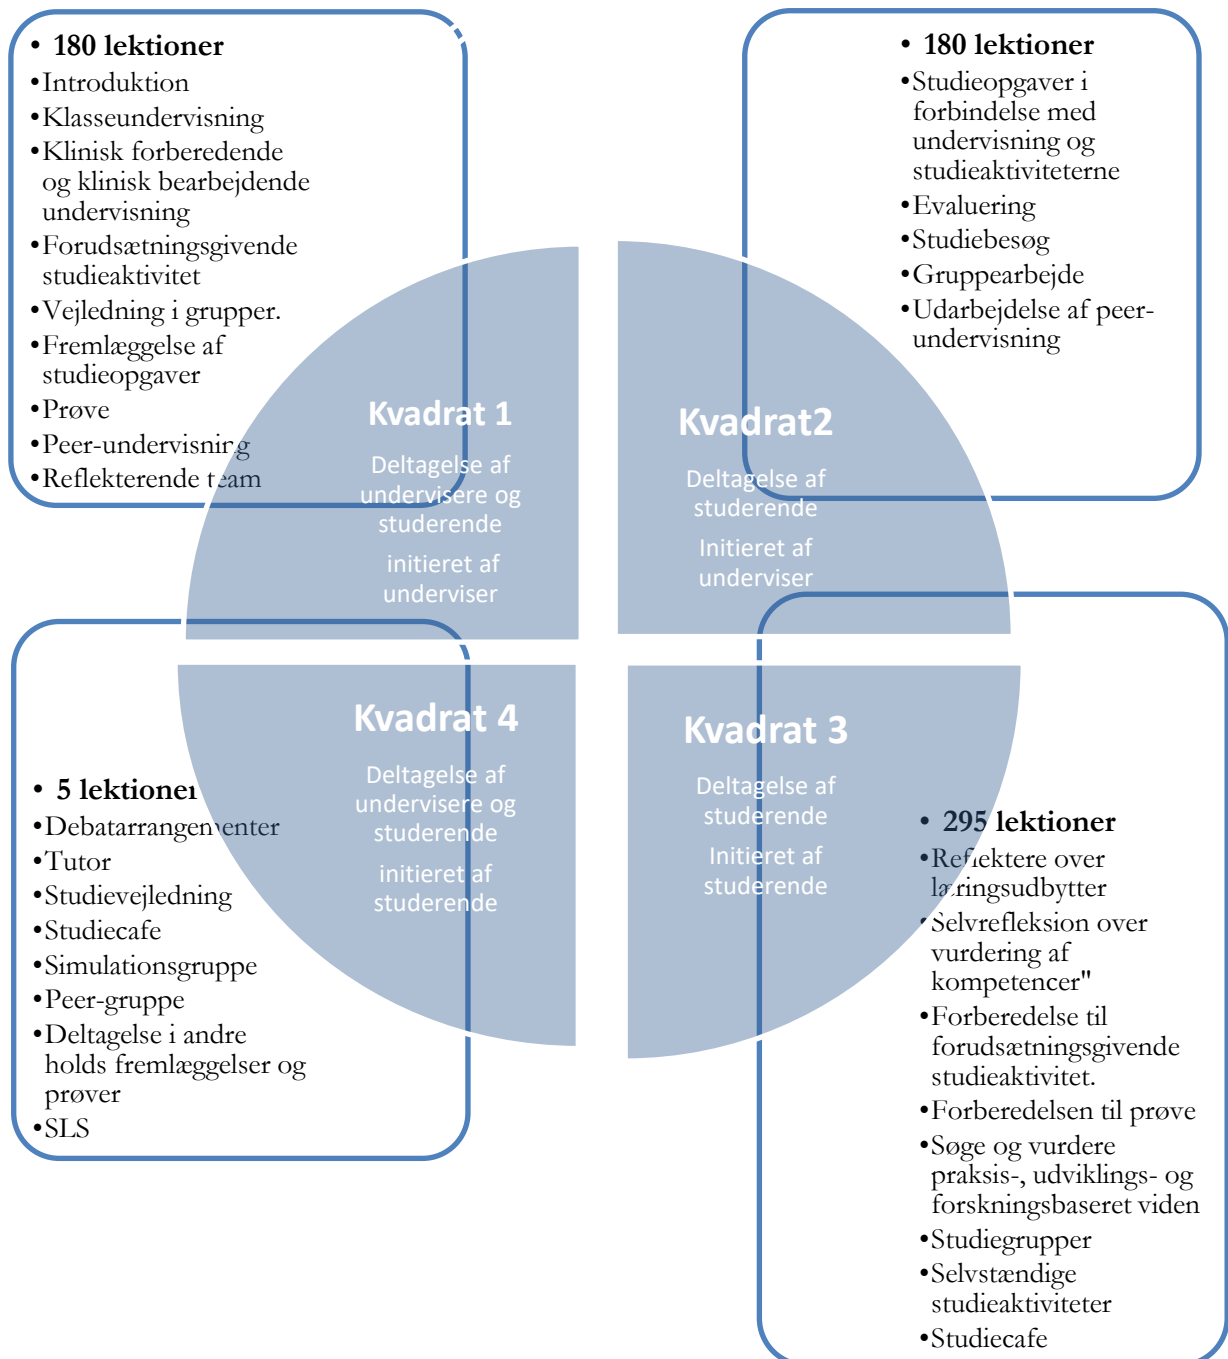 • 180 lektioner
•Introduktion
•Klasseundervisning
•Klinisk forberedende
og klinisk bearbejdende
undervisning
•Forudsætningsgivende
studieaktivitet
•Vejledning i grupper.
•Fremlæggelse af
studieopgaver
•Prøve
•Peer-undervisning
•Reflekterende team
• 180 lektioner
•Studieopgaver i
forbindelse med
undervisning og
studieaktiviteterne
•Evaluering
•Studiebesøg
•Gruppearbejde
•Udarbejdelse af peer-
undervisning
Kvadrat 1
Deltagelse af
undervisere og
studerende
initieret af
underviser
Kvadrat2
Deltagelse af
studerende
Initieret af
underviser
Kvadrat 4
Deltagelse af
undervisere og
studerende
initieret af
studerende
Kvadrat 3
Deltagelse af
studerende
Initieret af
studerende
• 5 lektioner
•Debatarrangementer
•Tutor
•Studievejledning
•Studiecafe
•Simulationsgruppe
•Peer-gruppe
•Deltagelse i andre
holds fremlæggelser og
prøver
•SLS
• 295 lektioner
•Reflektere over
læringsudbytter
•Selvrefleksion over
vurdering af
kompetencer"
•Forberedelse til
forudsætningsgivende
studieaktivitet.
•Forberedelsen til prøve
•Søge og vurdere
praksis-, udviklings- og
forskningsbaseret viden
•Studiegrupper
•Selvstændige
studieaktiviteter
•Studiecafe